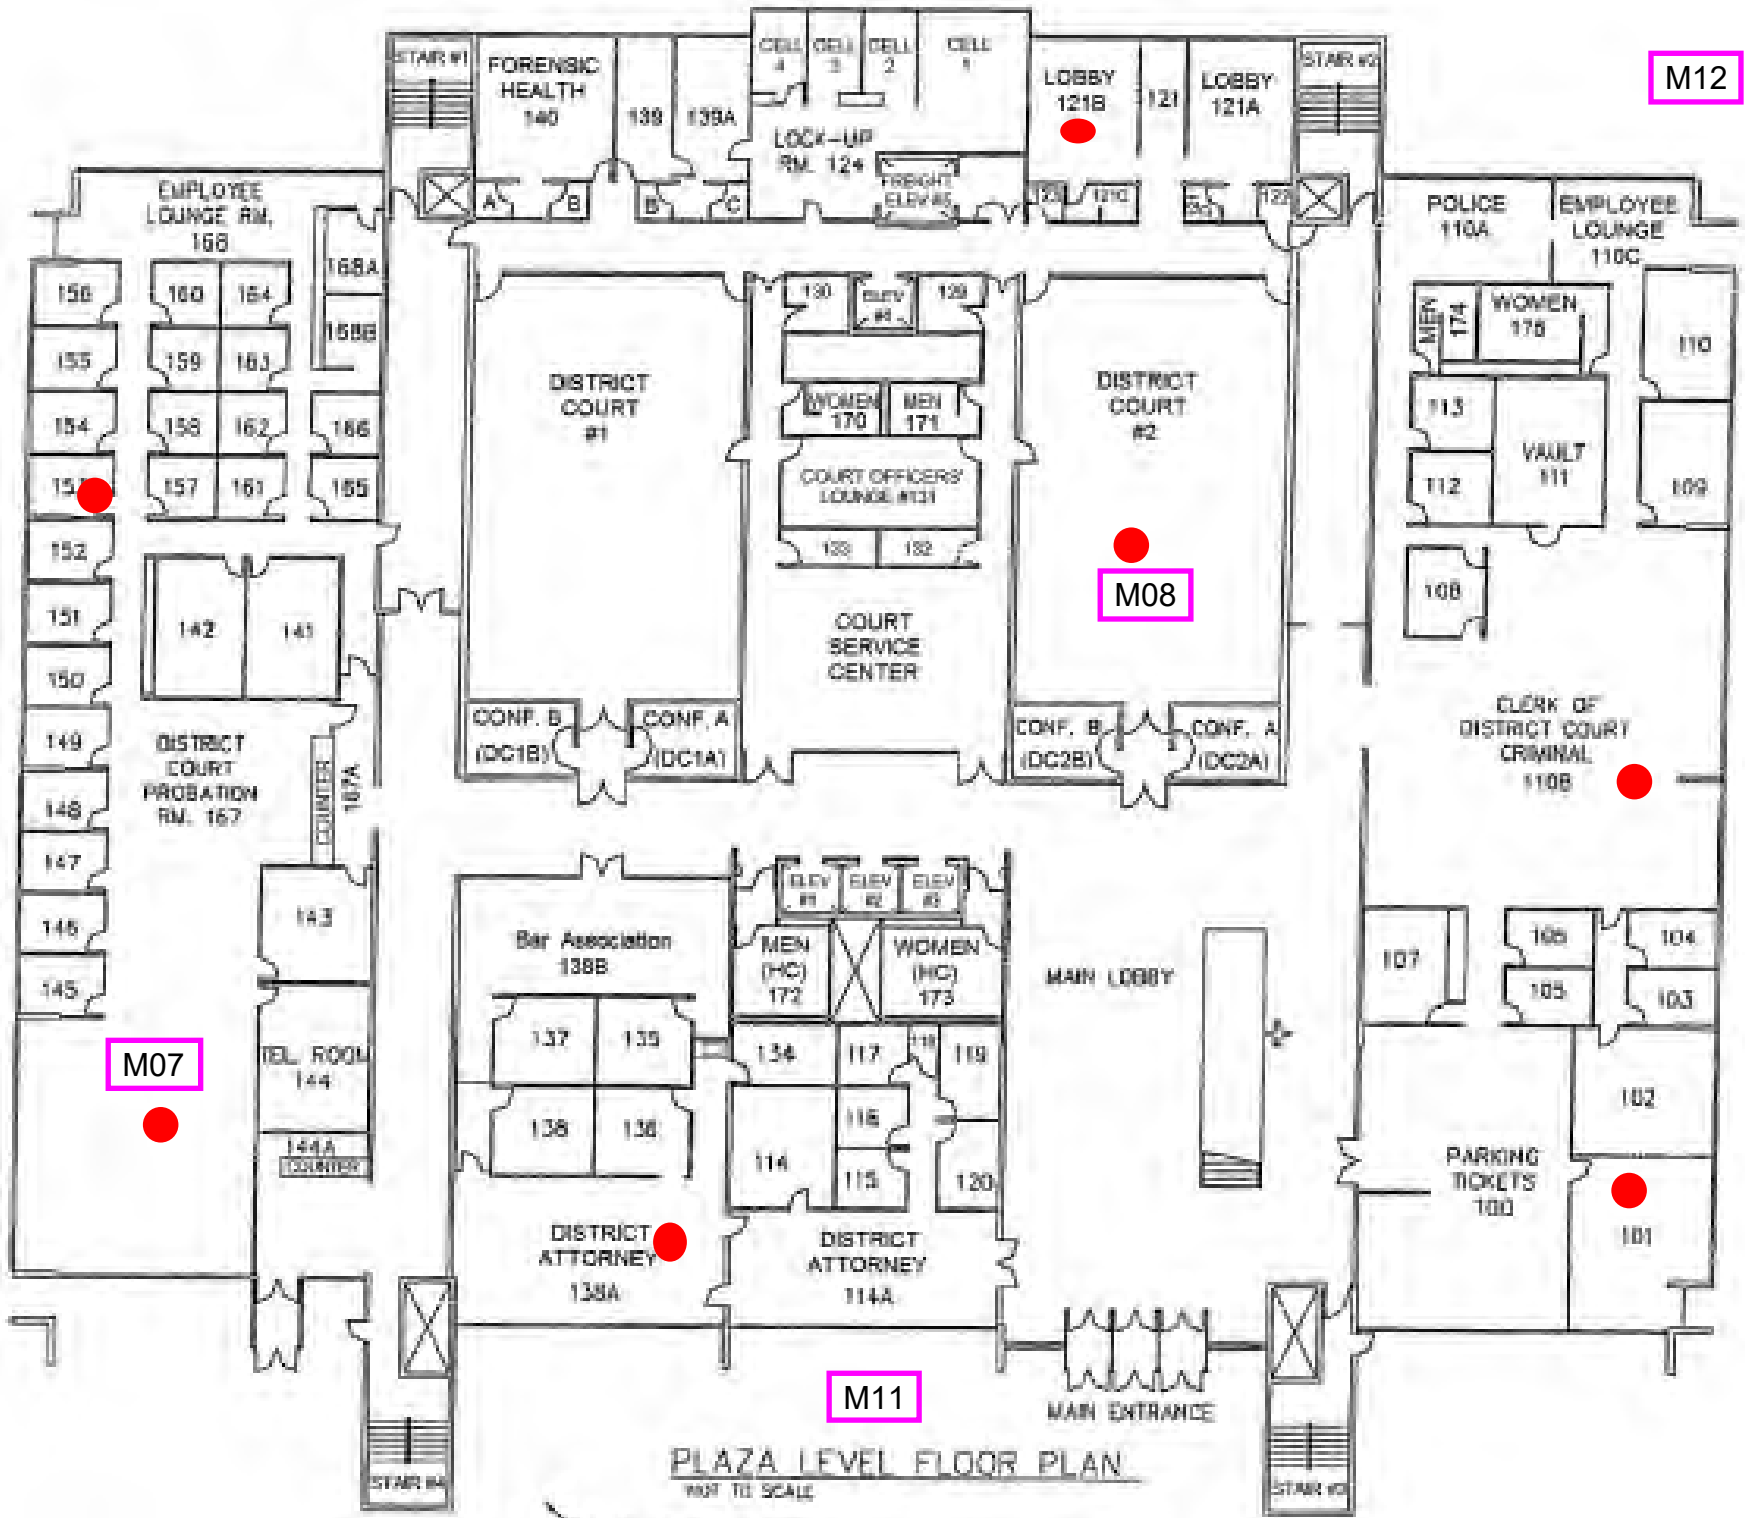 STAIR #1
FORENSIC
HEALTH
140
139
139A
CELL
4
CELL
3
CELL
2
CELL
1
LOBBY
121B
121
LOBBY
121A
STAIR #2
M12
LOCK-UP
RM. 124
FREIGHT
ELEV #5
A
B
B
C
123
121C
122
EMPLOYEE
LOUNGE RM.
168
168A
168B
POLICE
110A
EMPLOYEE
LOUNGE
110C
156
160
164
155
159
163
154
158
162
166
153
157
161
165
152
151
150
149
148
147
146
145
142
141
130
ELEV
#4
129
DISTRICT
COURT
#1
WOMEN
170
MEN
171
COURT OFFICERS'
LOUNGE #131
133
132
COURT
SERVICE
CENTER
DISTRICT
COURT
#2
M08
MEN
174
WOMEN
175
110
113
VAULT
111
112
109
108
CONF. B
(DC1B)
CONF. A
(DC1A)
CONF. B
(DC2B)
CONF. A
(DC2A)
CLERK OF
DISTRICT COURT
CRIMINAL
110B
DISTRICT
COURT
PROBATION
RM. 167
COUNTER
167A
143
ELEV
#1
ELEV
#2
ELEV
#3
Bar Association
138B
MEN
(HC)
172
WOMEN
(HC)
173
MAIN LOBBY
107
106
104
105
103
M07
TEL. ROOM
144
144A
COUNTER
137
135
134
117
118
119
138
136
114
116
115
120
102
PARKING
TICKETS
100
101
DISTRICT
ATTORNEY
138A
DISTRICT
ATTORNEY
114A
M11
MAIN ENTRANCE
PLAZA LEVEL FLOOR PLAN
NOT TO SCALE
STAIR #4
STAIR #3